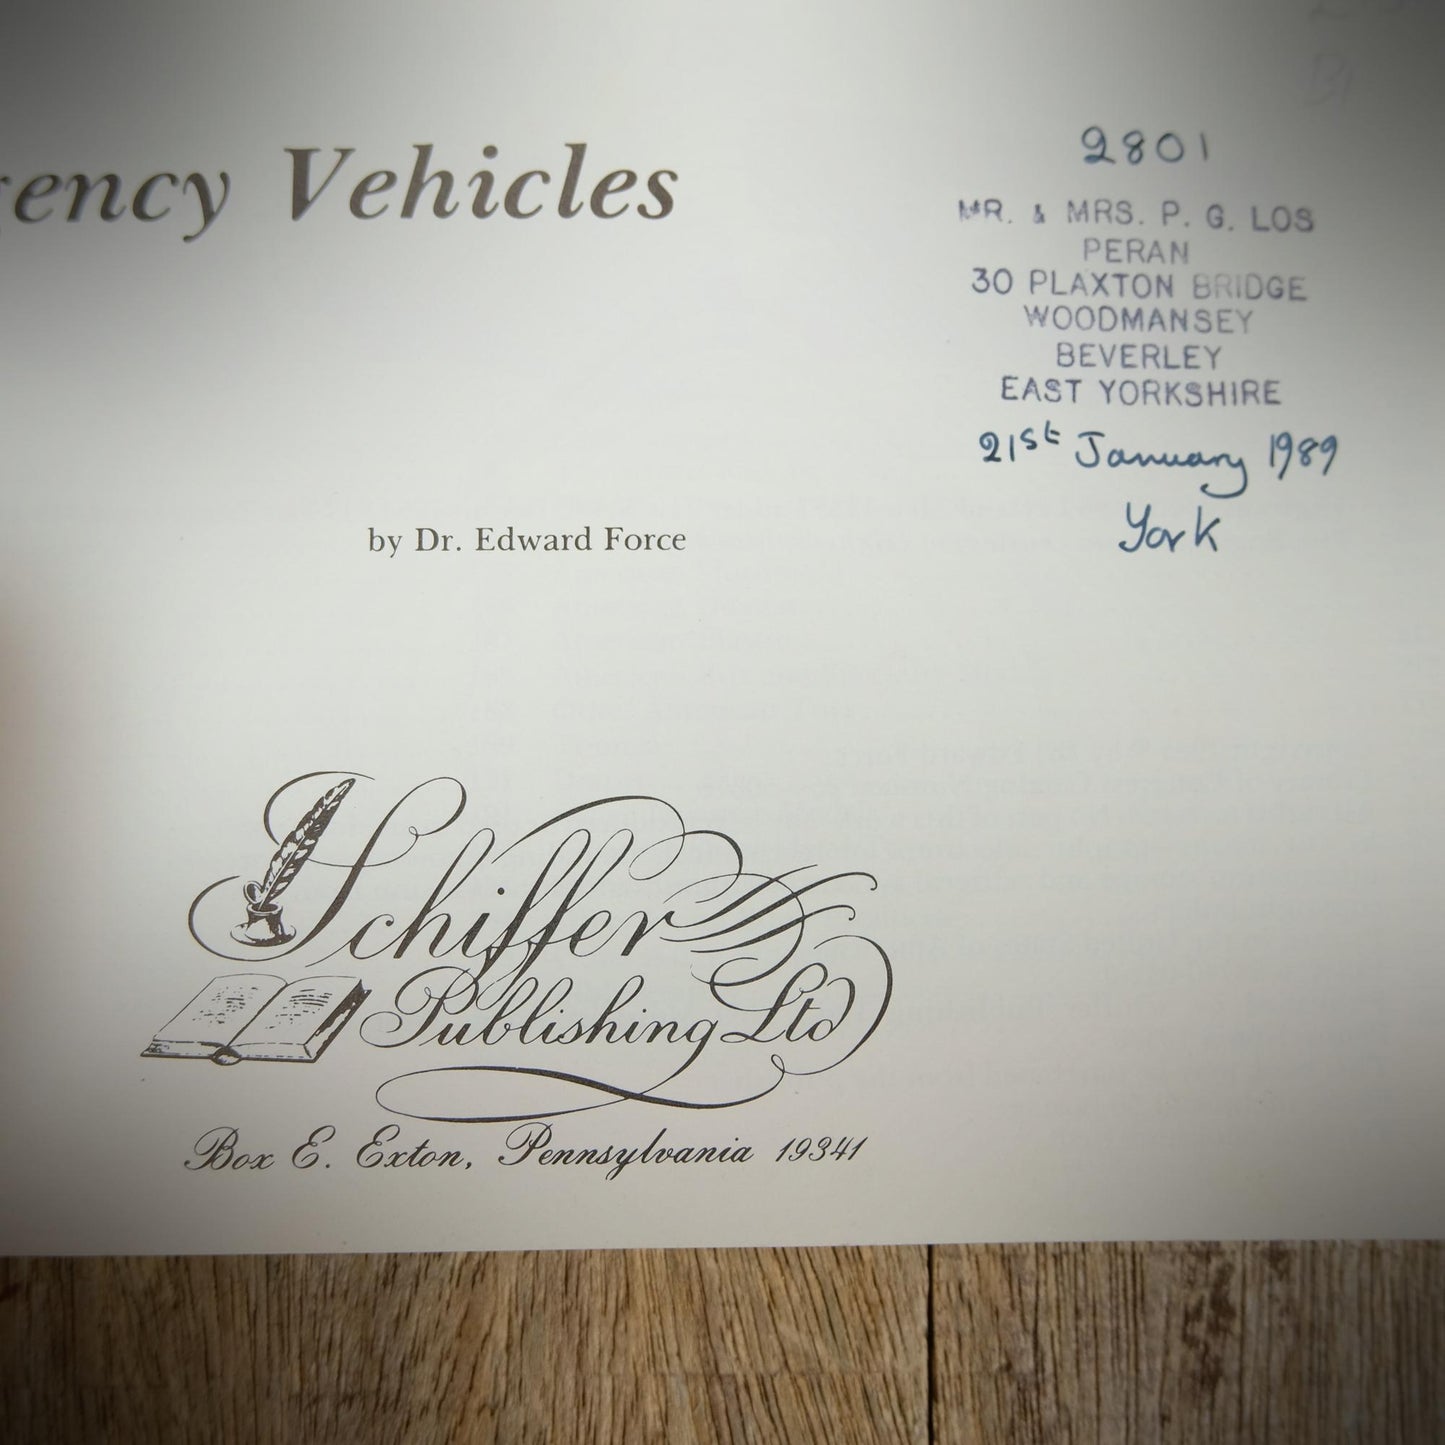 gency Vehicles
2801
MR. & MRS. P. G. LOS
PERAN
30 PLAXTON BRIDGE
WOODMANSEY
BEVERLEY
EAST YORKSHIRE
21st January 1989
York
by Dr. Edward Force
Schiffer
Publishing Ltd
Box E. Exton, Pennsylvania 19341